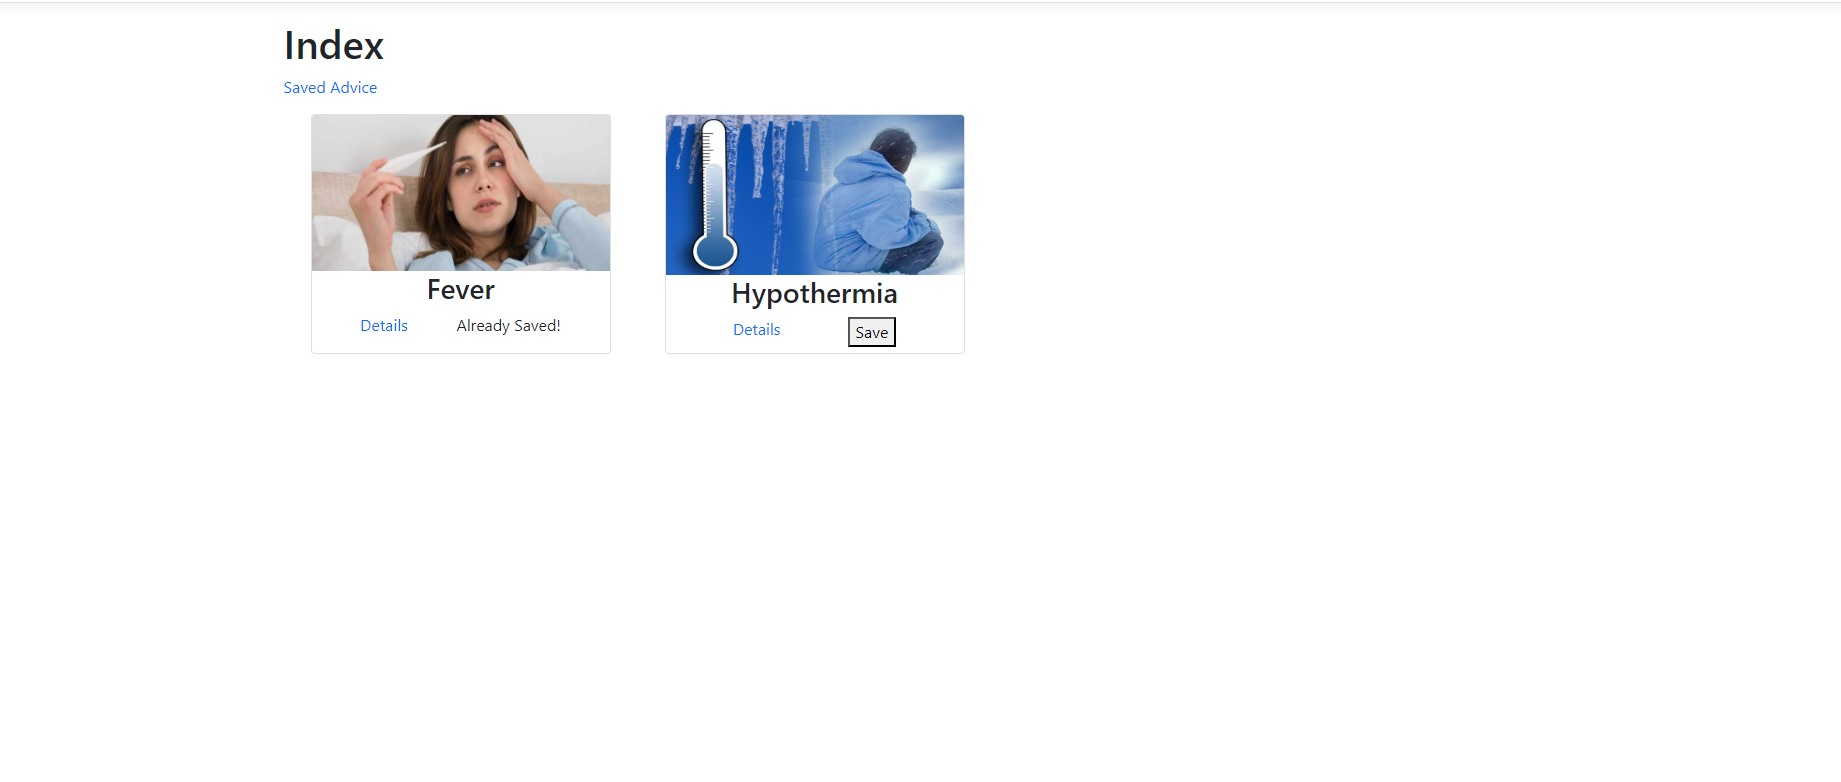 Index
Saved Advice
Fever
Details Already Saved!
Hypothermia
Details Save